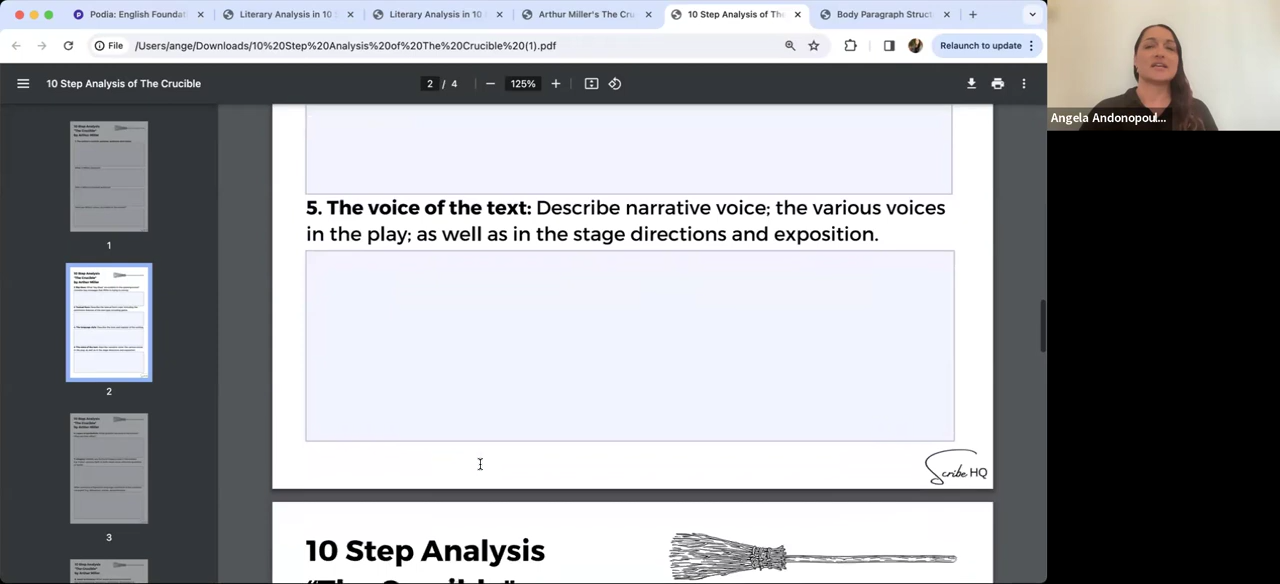 Podia: English Foundati
Literary Analysis in 10
Literary Analysis in 10
Arthur Miller's The Cru
10 Step Analysis of The
Body Paragraph Struct
File
/Users/ange/Downloads/10%20Step%20Analysis%20of%20The%20Crucible%20(1).pdf
Relaunch to update
10 Step Analysis of The Crucible
2 / 4
125%
Angela Andonopoul...
1
2
3
5. The voice of the text: Describe narrative voice; the various voices
in the play; as well as in the stage directions and exposition.
Scribe HQ
10 Step Analysis
"The Crucible"